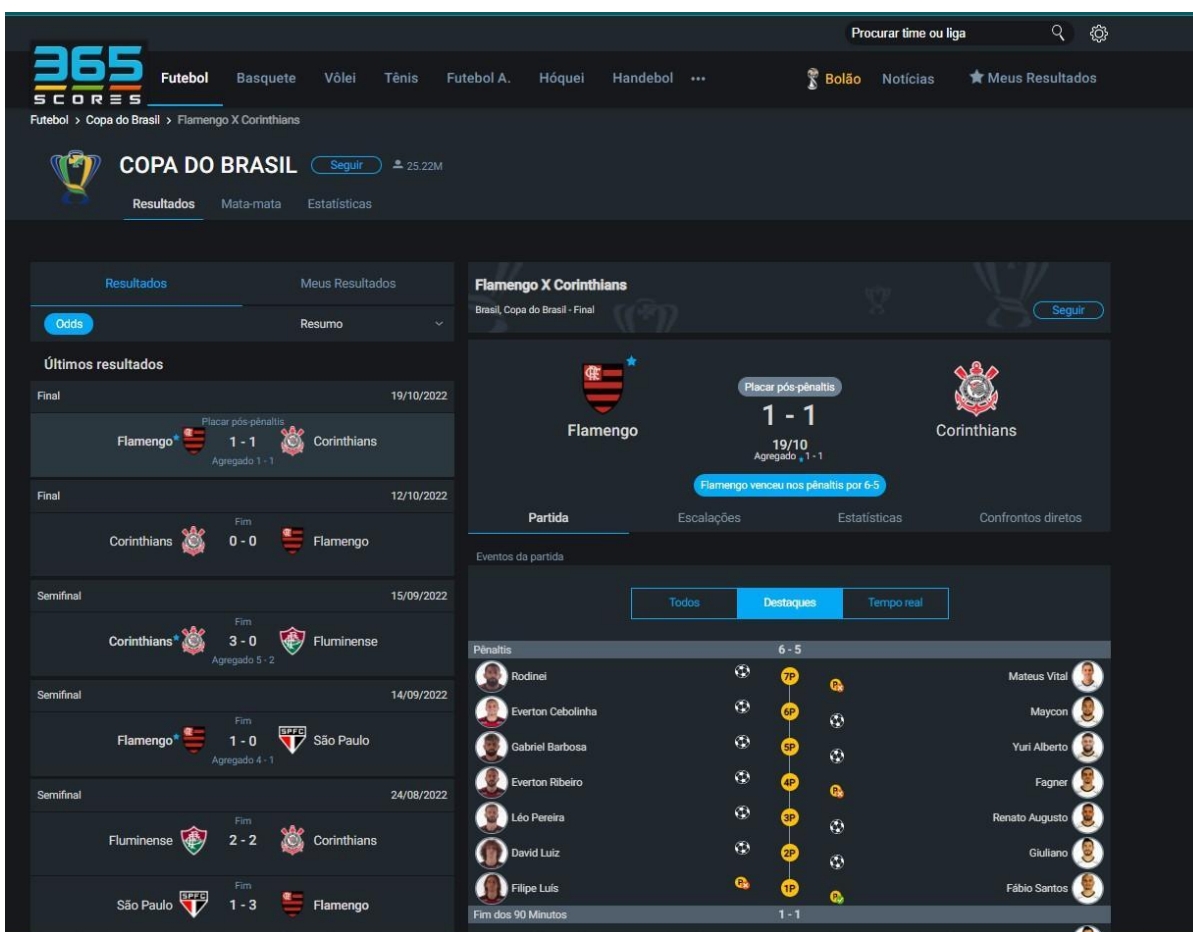 Procurar time ou liga
365
SCORES
Futebol Basquete Vôlei Tênis Futebol A. Hóquei Handebol ••• Bolão Notícias Meus Resultados
Futebol > Copa do Brasil > Flamengo X Corinthians
COPA DO BRASIL Seguir 25.22M
Resultados Mata-mata Estatísticas
Resultados Meus Resultados
Odds Resumo
Últimos resultados
Final 19/10/2022
Placar pós-pênaltis
Flamengo 1 - 1 Corinthians
Agregado 1 - 1
Final 12/10/2022
Fim
Corinthians 0 - 0 Flamengo
Semifinal 15/09/2022
Fim
Corinthians 3 - 0 Fluminense
Agregado 5 - 2
Semifinal 14/09/2022
Fim
Flamengo 1 - 0 SPFC São Paulo
Agregado 4 - 1
Semifinal 24/08/2022
Fim
Fluminense 2 - 2 Corinthians
Fim
São Paulo SPFC 1 - 3 Flamengo
Flamengo X Corinthians
Brasil, Copa do Brasil - Final
Seguir
Placar pós-pênaltis
1 - 1
Flamengo Corinthians
19/10
Agregado 1 - 1
Flamengo venceu nos pênaltis por 6-5
Partida Escalações Estatísticas Confrontos diretos
Eventos da partida
Todos Destaques Tempo real
Pênaltis 6 - 5
Rodinei 7P Mateus Vital
Everton Cebolinha 6P Maycon
Gabriel Barbosa 5P Yuri Alberto
Everton Ribeiro 4P Fagner
Léo Pereira 3P Renato Augusto
David Luiz 2P Giuliano
Filipe Luís 1P Fábio Santos
Fim dos 90 Minutos 1 - 1